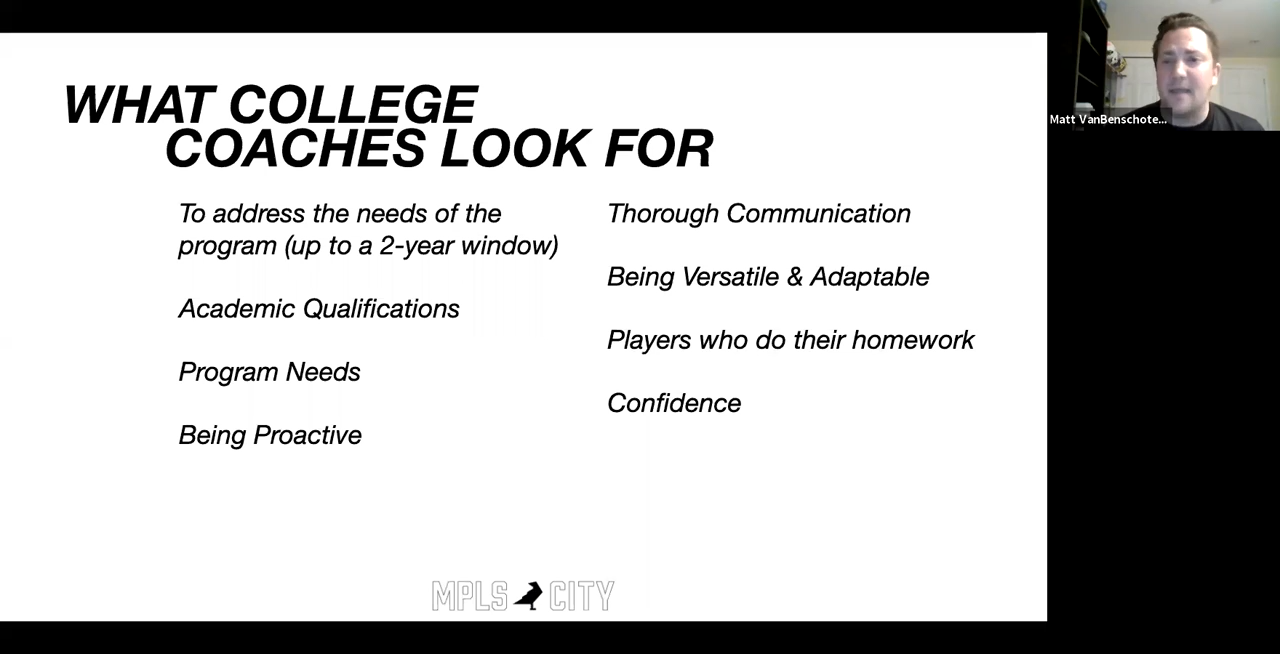 WHAT COLLEGE
COACHES LOOK FOR
To address the needs of the
program (up to a 2-year window)
Academic Qualifications
Program Needs
Being Proactive
Thorough Communication
Being Versatile & Adaptable
Players who do their homework
Confidence
MPLS CITY
Matt VanBenschote...